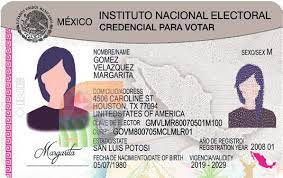 MÉXICO INSTITUTO NACIONAL ELECTORAL
CREDENCIAL PARA VOTAR
NOMBRE/NAME
GOMEZ
VELAZQUEZ
MARGARITA
SEXO/SEX M
DOMICILIO/ADDRESS
4506 CAROLINE ST
HOUSTON, TX 77094
UNITED STATES OF AMERICA
CLAVE DE ELECTOR GMVLMR80070501M100
CURP GOVM800705MCLMLR01
ESTADO/STATE
SAN LUIS POTOSI
AÑO DE REGISTRO/
REGISTRATION YEAR 2008 01
FECHA DE NACIMIENTO/DATE OF BIRTH
05/07/1980
VIGENCIA/VALIDITY
2019 - 2029
Margarita